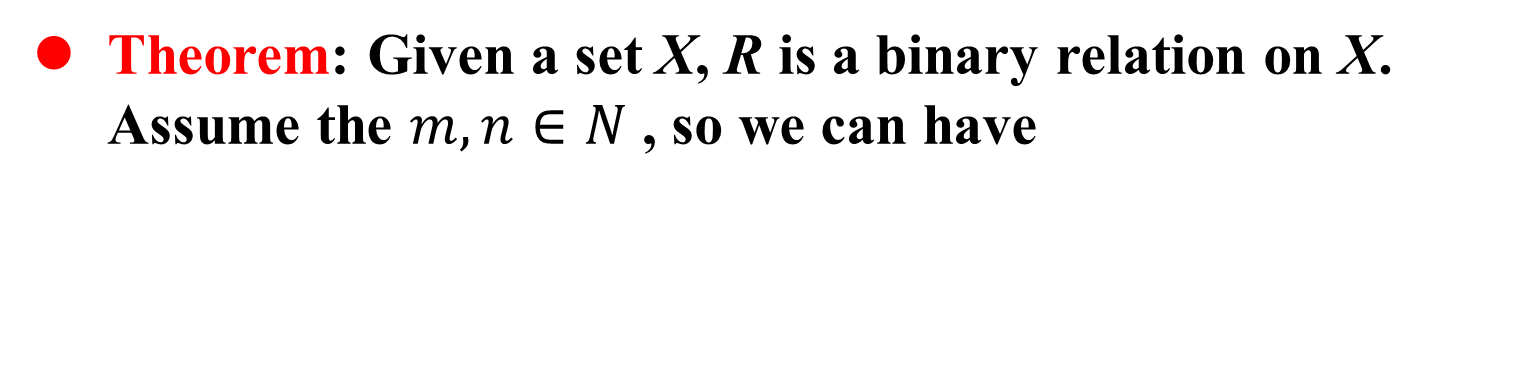 ● Theorem: Given a set X, R is a binary relation on X.
Assume the m, n ∈ N , so we can have